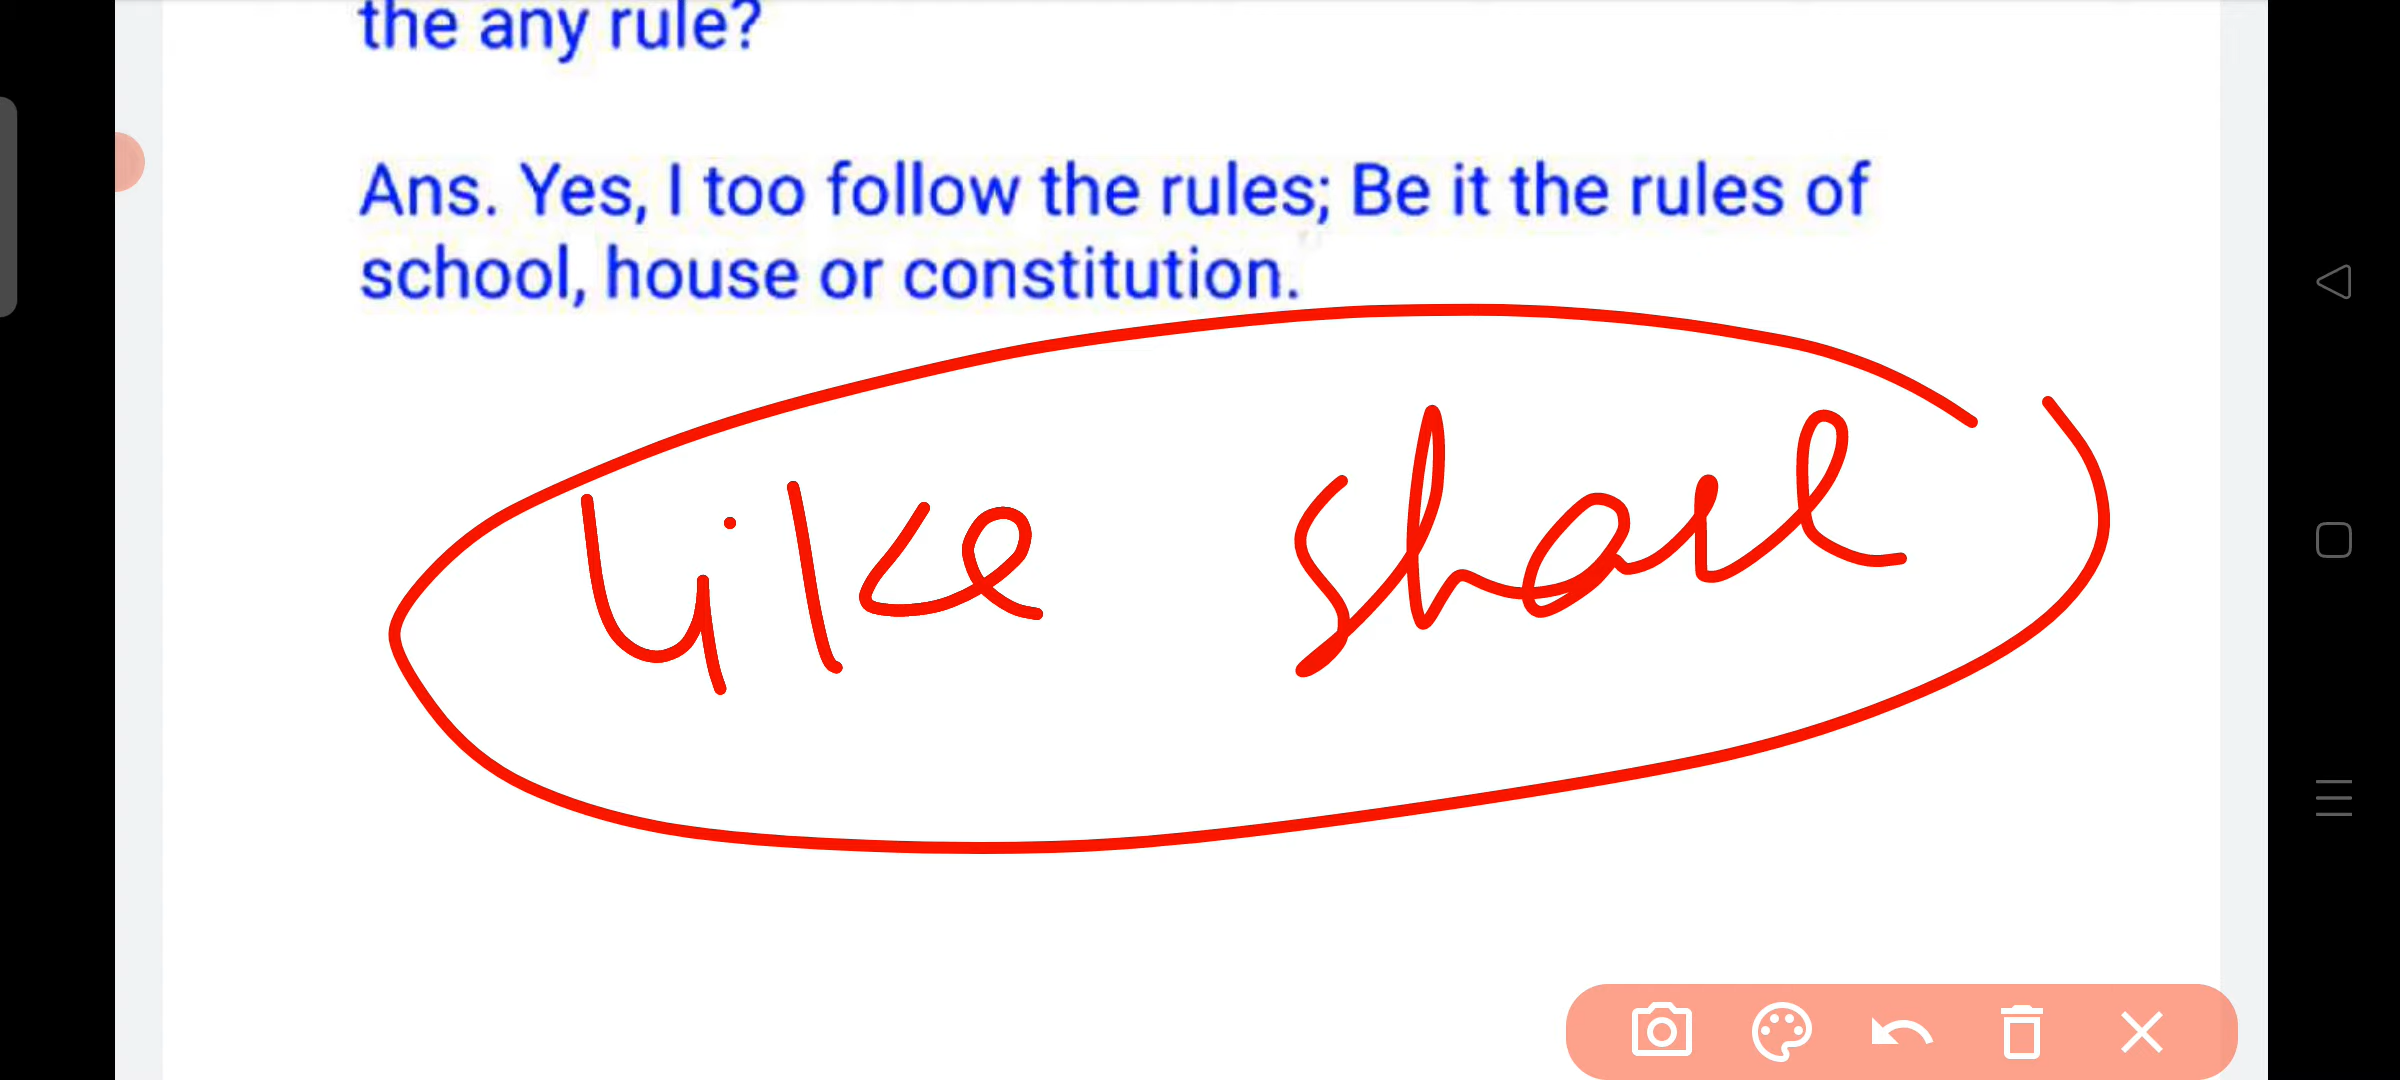 the any rule?
Ans. Yes, I too follow the rules; Be it the rules of
school, house or constitution.
Like share